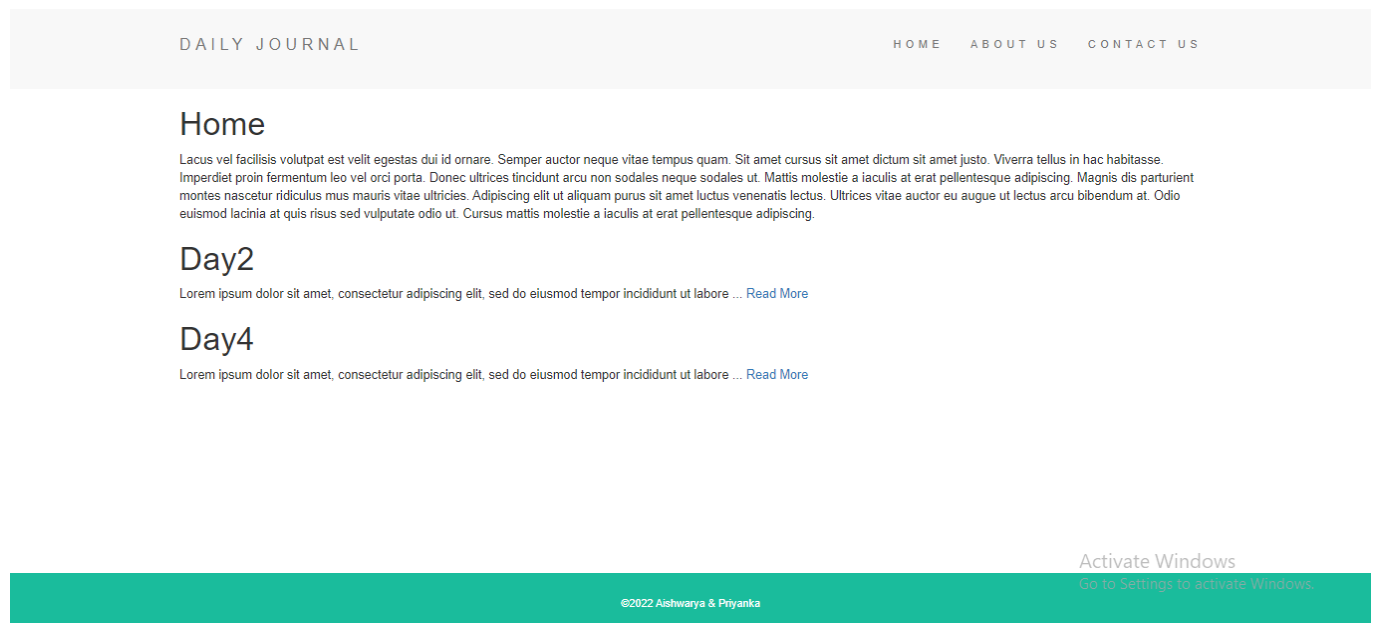 DAILY JOURNAL
HOME ABOUT US CONTACT US
Home
Lacus vel facilisis volutpat est velit egestas dui id ornare. Semper auctor neque vitae tempus quam. Sit amet cursus sit amet dictum sit amet justo. Viverra tellus in hac habitasse.
Imperdiet proin fermentum leo vel orci porta. Donec ultrices tincidunt arcu non sodales neque sodales ut. Mattis molestie a iaculis at erat pellentesque adipiscing. Magnis dis parturient
montes nascetur ridiculus mus mauris vitae ultricies. Adipiscing elit ut aliquam purus sit amet luctus venenatis lectus. Ultrices vitae auctor eu augue ut lectus arcu bibendum at. Odio
euismod lacinia at quis risus sed vulputate odio ut. Cursus mattis molestie a iaculis at erat pellentesque adipiscing.
Day2
Lorem ipsum dolor sit amet, consectetur adipiscing elit, sed do eiusmod tempor incididunt ut labore ... Read More
Day4
Lorem ipsum dolor sit amet, consectetur adipiscing elit, sed do eiusmod tempor incididunt ut labore ... Read More
Activate Windows
Go to Settings to activate Windows.
©2022 Aishwarya & Priyanka